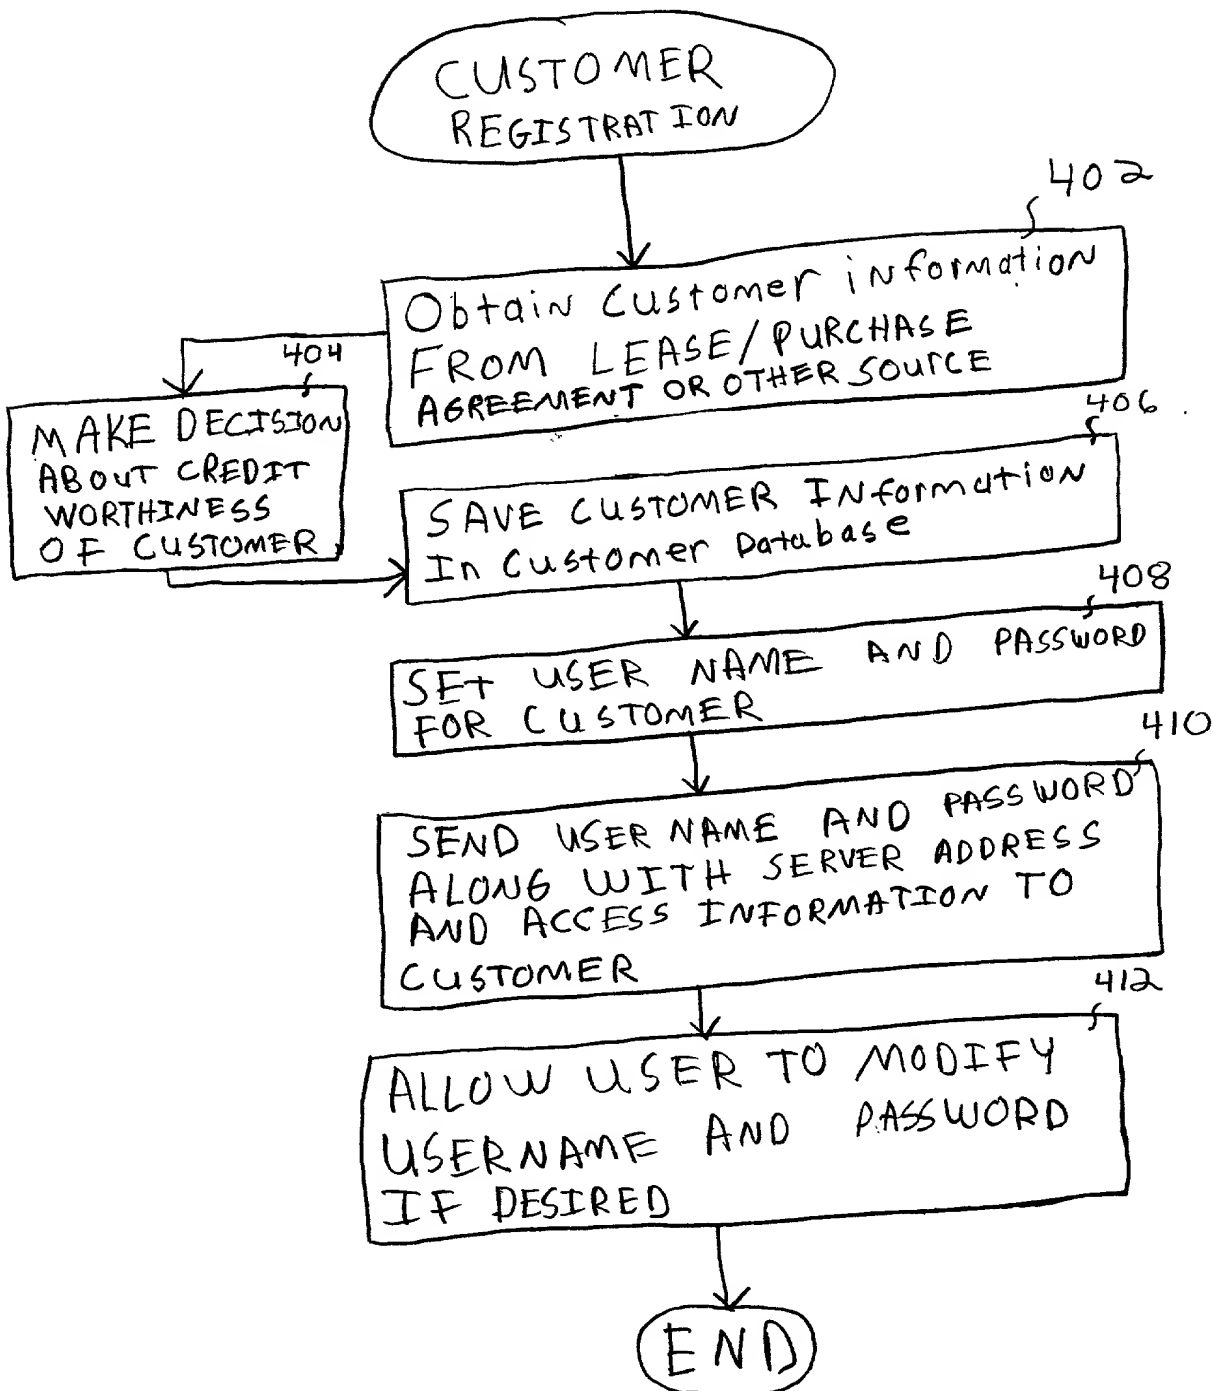 CUSTOMER
REGISTRATION
402
Obtain Customer information
FROM LEASE/PURCHASE
AGREEMENT OR OTHER SOURCE
404
MAKE DECISION
ABOUT CREDIT
WORTHINESS
OF CUSTOMER
406
SAVE CUSTOMER INformation
In Customer Database
408
SET USER NAME AND PASSWORD
FOR CUSTOMER
410
SEND USER NAME AND PASSWORD
ALONG WITH SERVER ADDRESS
AND ACCESS INFORMATION TO
CUSTOMER
412
ALLOW USER TO MODIFY
USERNAME AND PASSWORD
IF DESIRED
END